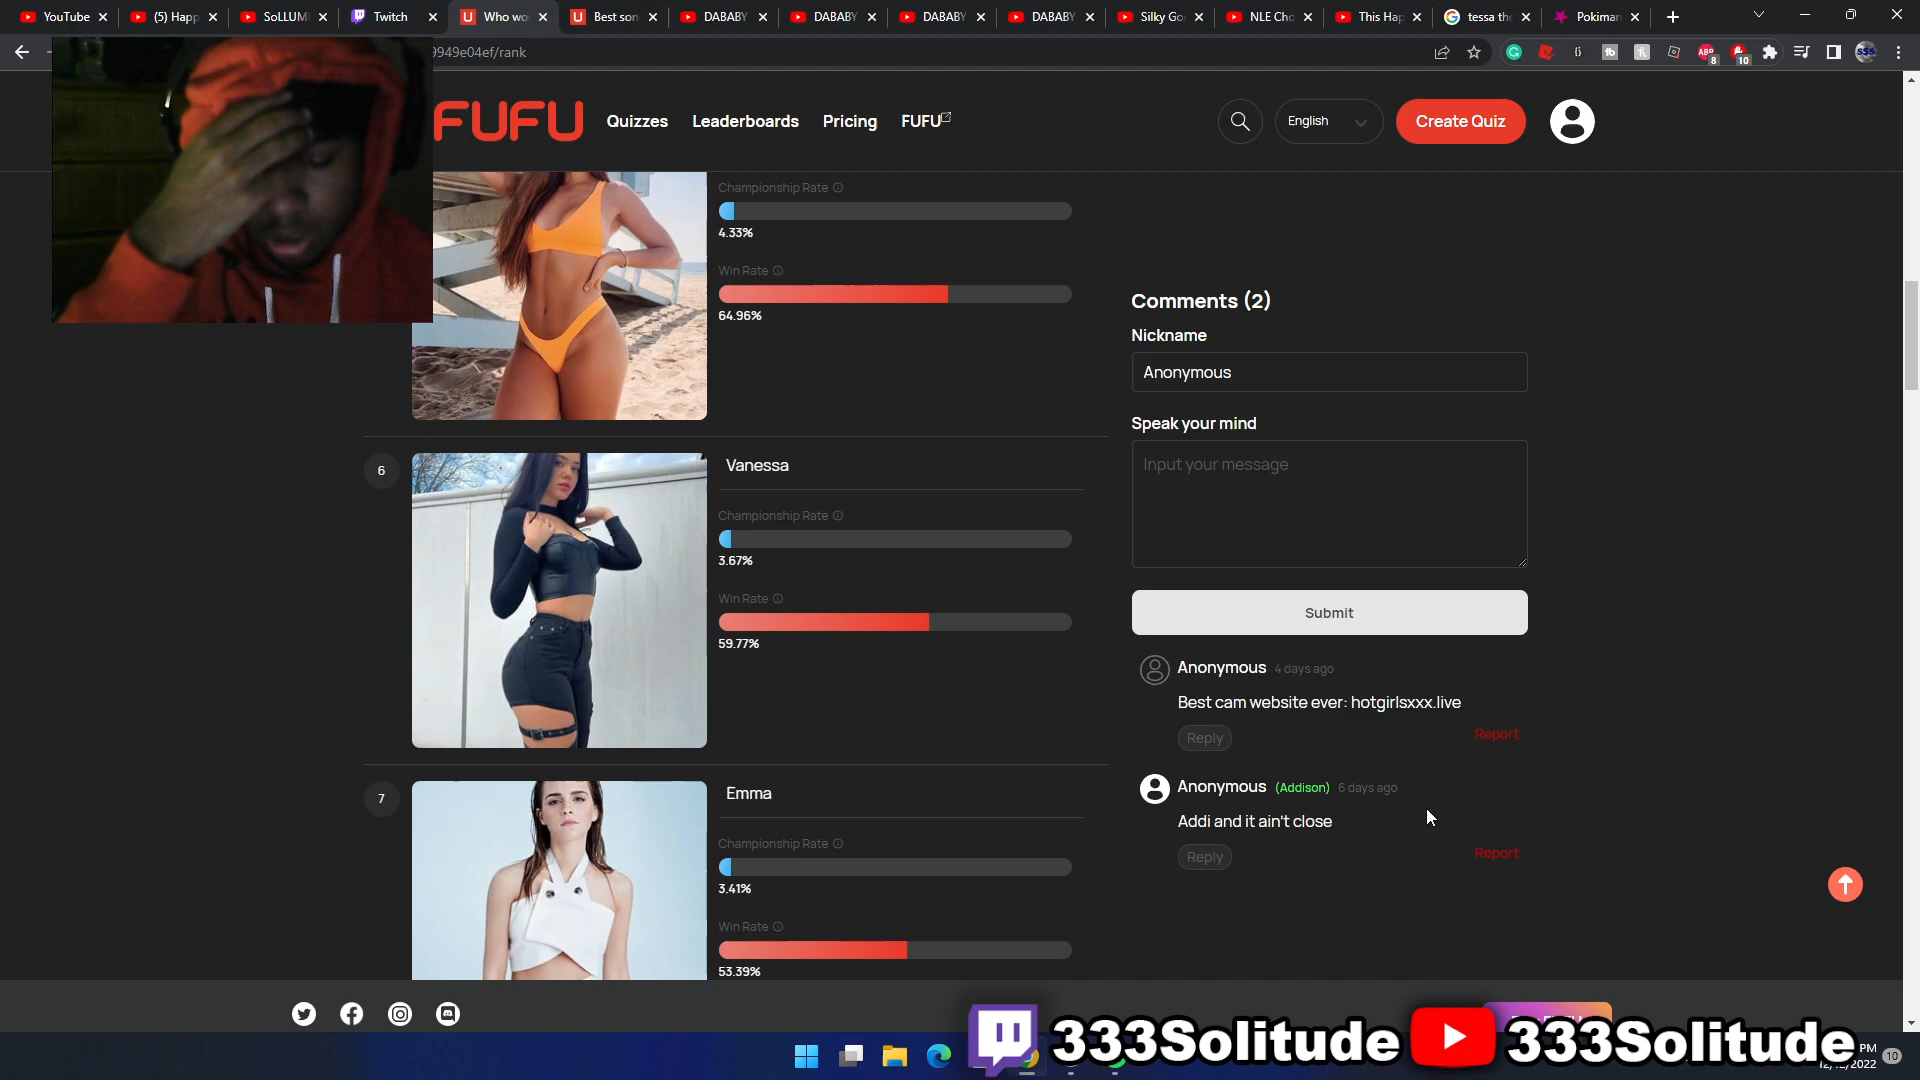 YouTube
(5) Happ
SoLLUMI
Twitch
Who wo
Best son
DABABY
DABABY
DABABY
DABABY
Silky Go
NLE Cho
This Hap
tessa tho
Pokiman
9949e04ef/rank
8
10
FUFU
Quizzes
Leaderboards
Pricing
FUFU
English
Create Quiz
Championship Rate
4.33%
Win Rate
64.96%
6
Vanessa
Championship Rate
3.67%
Win Rate
59.77%
7
Emma
Championship Rate
3.41%
Win Rate
53.39%
Comments (2)
Nickname
Anonymous
Speak your mind
Input your message
Submit
Anonymous 4 days ago
Best cam website ever: hotgirlsxxx.live
Reply
Report
Anonymous (Addison) 6 days ago
Addi and it ain't close
Reply
Report
333Solitude
333Solitude
PM
10